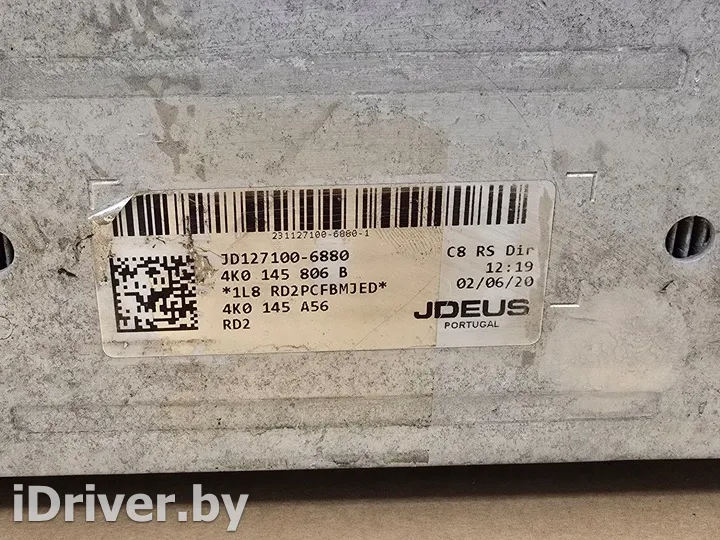 231127100-6880-1
JD127100-6880
4K0 145 806 B
*1L8 RD2PCFBMJED*
4K0 145 A56
RD2
C8 RS Dir
12:19
02/06/20
JDEUS
PORTUGAL
iDriver.by